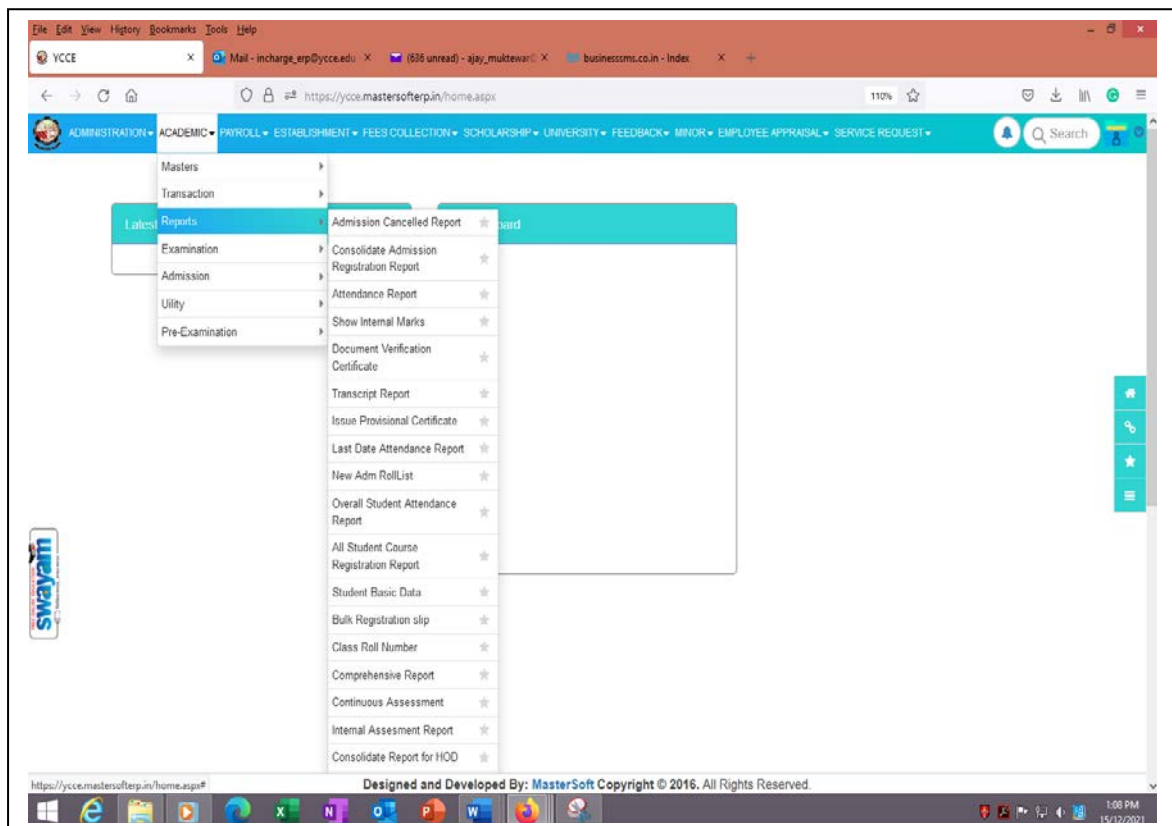 File Edit View History Bookmarks Tools Help
YCCE
Mail - incharge_erp@ycce.edu
(636 unread) - ajay_muktewar
businesssms.co.in - Index
https://ycce.mastersofterp.in/home.aspx
110%
ADMINISTRATION ACADEMIC PAYROLL ESTABLISHMENT FEES COLLECTION SCHOLARSHIP UNIVERSITY FEEDBACK MINOR EMPLOYEE APPRAISAL SERVICE REQUEST
Search
Masters
Transaction
Latest
Reports
Examination
Admission
Uility
Pre-Examination
Admission Cancelled Report
Consolidate Admission
Registration Report
Attendance Report
Show Internal Marks
Document Verification
Certificate
Transcript Report
Issue Provisional Certificate
Last Date Attendance Report
New Adm RollList
Overall Student Attendance
Report
All Student Course
Registration Report
Student Basic Data
Bulk Registration slip
Class Roll Number
Comprehensive Report
Continuous Assessment
Internal Assesment Report
Consolidate Report for HOD
swayam
https://ycce.mastersofterp.in/home.aspx#
Designed and Developed By: MasterSoft Copyright © 2016. All Rights Reserved.
1:08 PM
15/12/2021